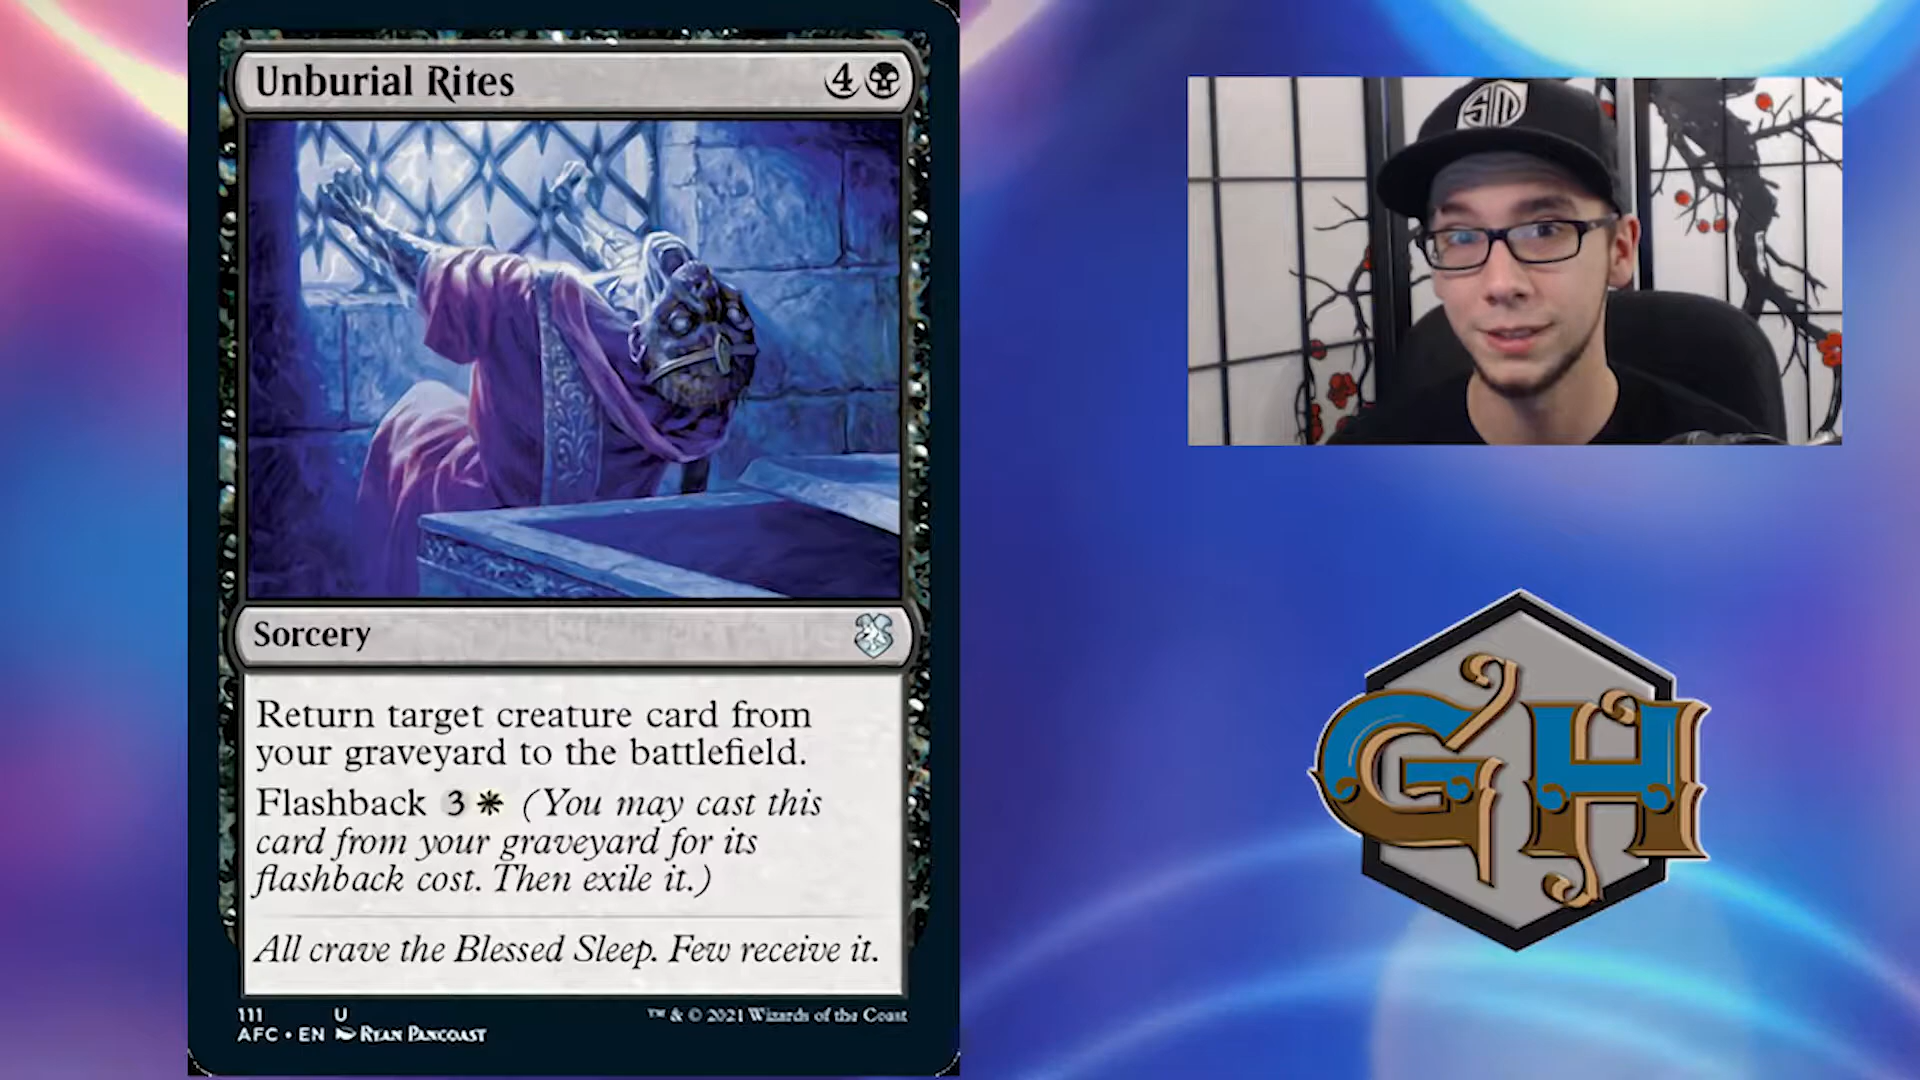 Unburial Rites 4
Sorcery
Return target creature card from
your graveyard to the battlefield.
Flashback 3 (You may cast this
card from your graveyard for its
flashback cost. Then exile it.)
All crave the Blessed Sleep. Few receive it.
111 U
AFC • EN Ryan Pancoast
™ & © 2021 Wizards of the Coast
SM
GH